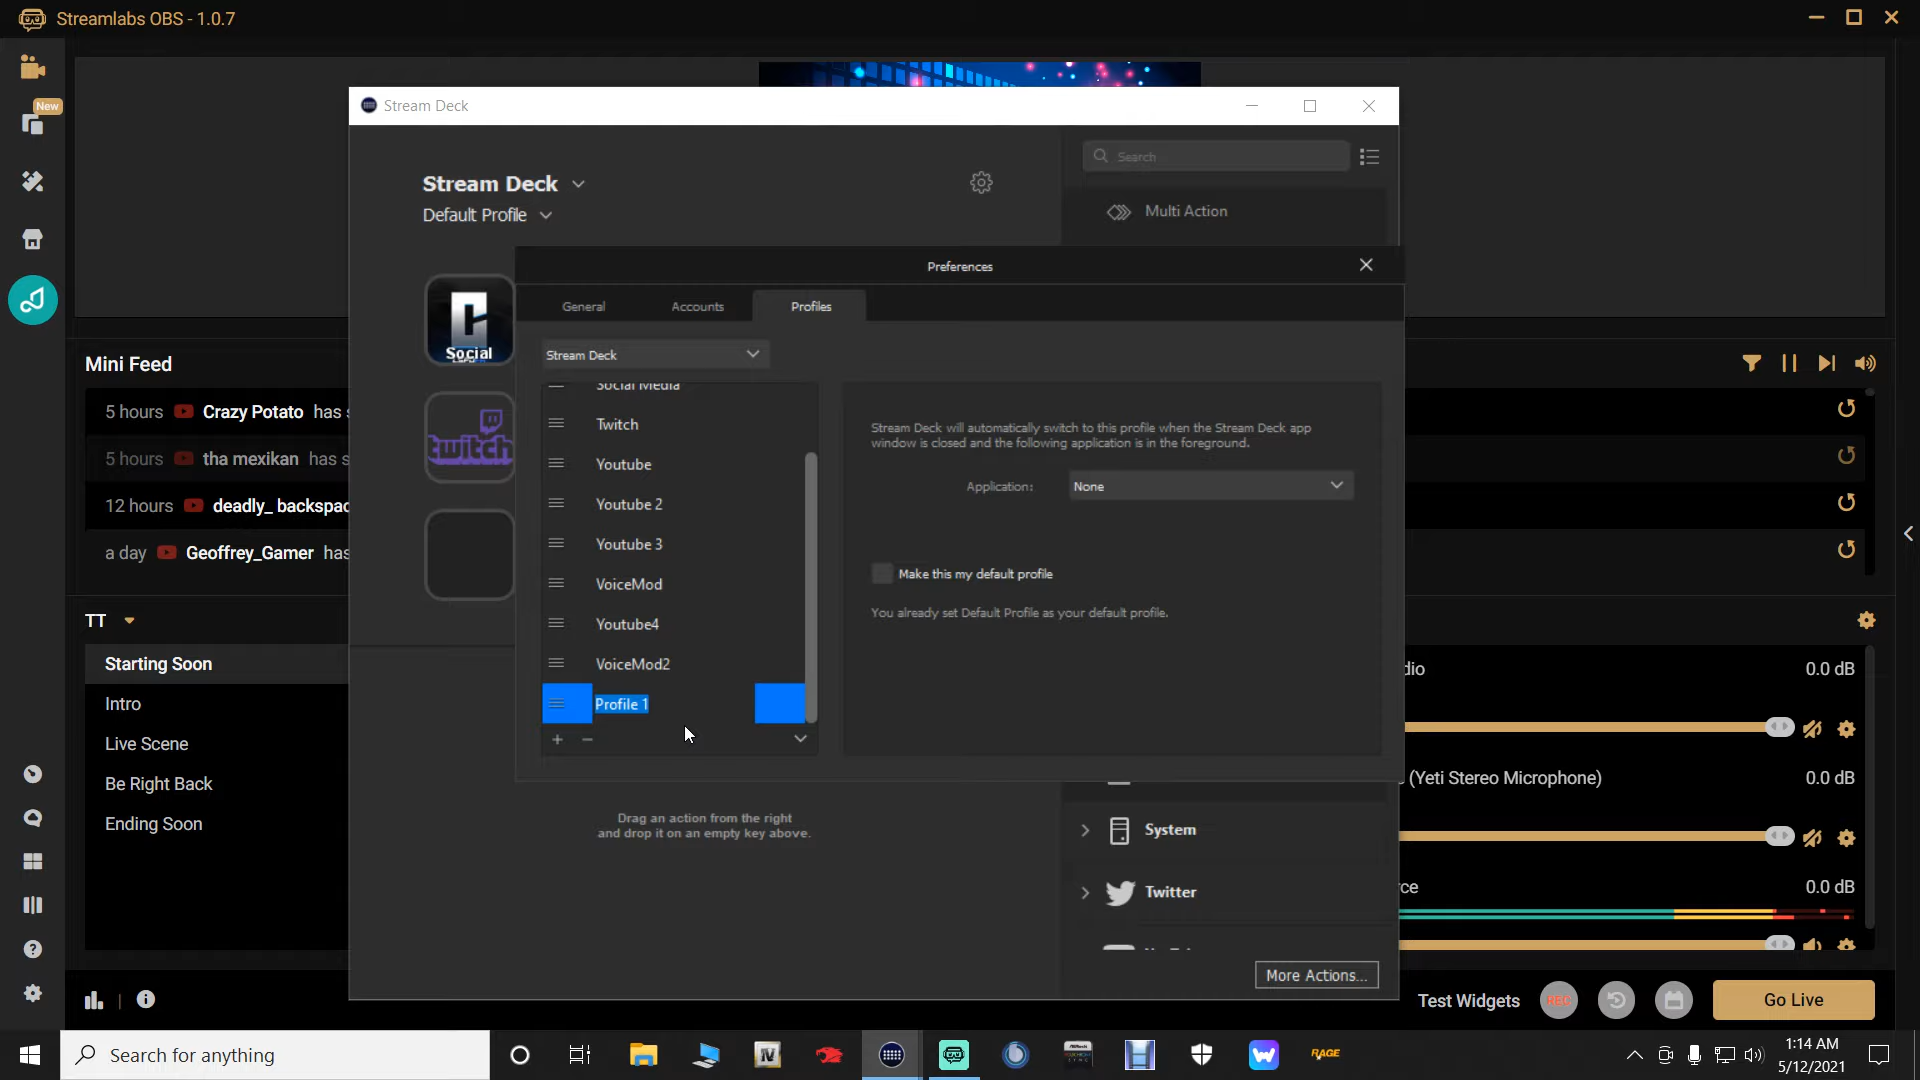 Streamlabs OBS - 1.0.7
New
Stream Deck
Stream Deck
Default Profile
Search
Multi Action
Social
twitch
Preferences
General
Accounts
Profiles
Stream Deck
Social Media
Twitch
Youtube
Youtube 2
Youtube 3
VoiceMod
Youtube4
VoiceMod2
Profile 1
Stream Deck will automatically switch to this profile when the Stream Deck app
window is closed and the following application is in the foreground.
Application:
None
Make this my default profile
You already set Default Profile as your default profile.
Drag an action from the right
and drop it on an empty key above.
System
Twitter
More Actions...
Mini Feed
5 hours Crazy Potato has s
5 hours tha mexikan has s
12 hours deadly_ backspac
a day Geoffrey_Gamer has
TT
Starting Soon
Intro
Live Scene
Be Right Back
Ending Soon
dio
0.0 dB
(Yeti Stereo Microphone)
0.0 dB
rce
0.0 dB
Test Widgets
REC
Go Live
Search for anything
IV
RAGE
1:14 AM
5/12/2021